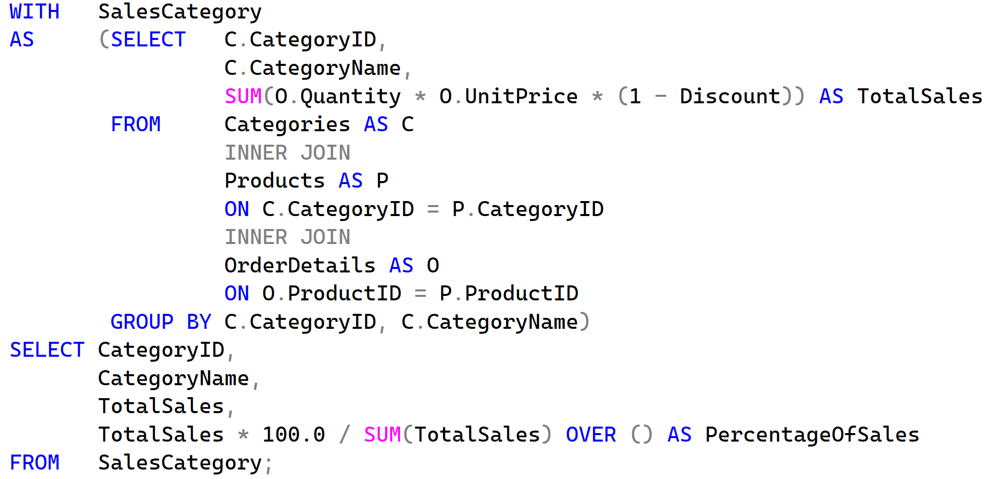 WITH   SalesCategory
AS     (SELECT   C.CategoryID,
                 C.CategoryName,
                 SUM(O.Quantity * O.UnitPrice * (1 - Discount)) AS TotalSales
        FROM     Categories AS C
                 INNER JOIN
                 Products AS P
                 ON C.CategoryID = P.CategoryID
                 INNER JOIN
                 OrderDetails AS O
                 ON O.ProductID = P.ProductID
        GROUP BY C.CategoryID, C.CategoryName)
SELECT CategoryID,
       CategoryName,
       TotalSales,
       TotalSales * 100.0 / SUM(TotalSales) OVER () AS PercentageOfSales
FROM   SalesCategory;